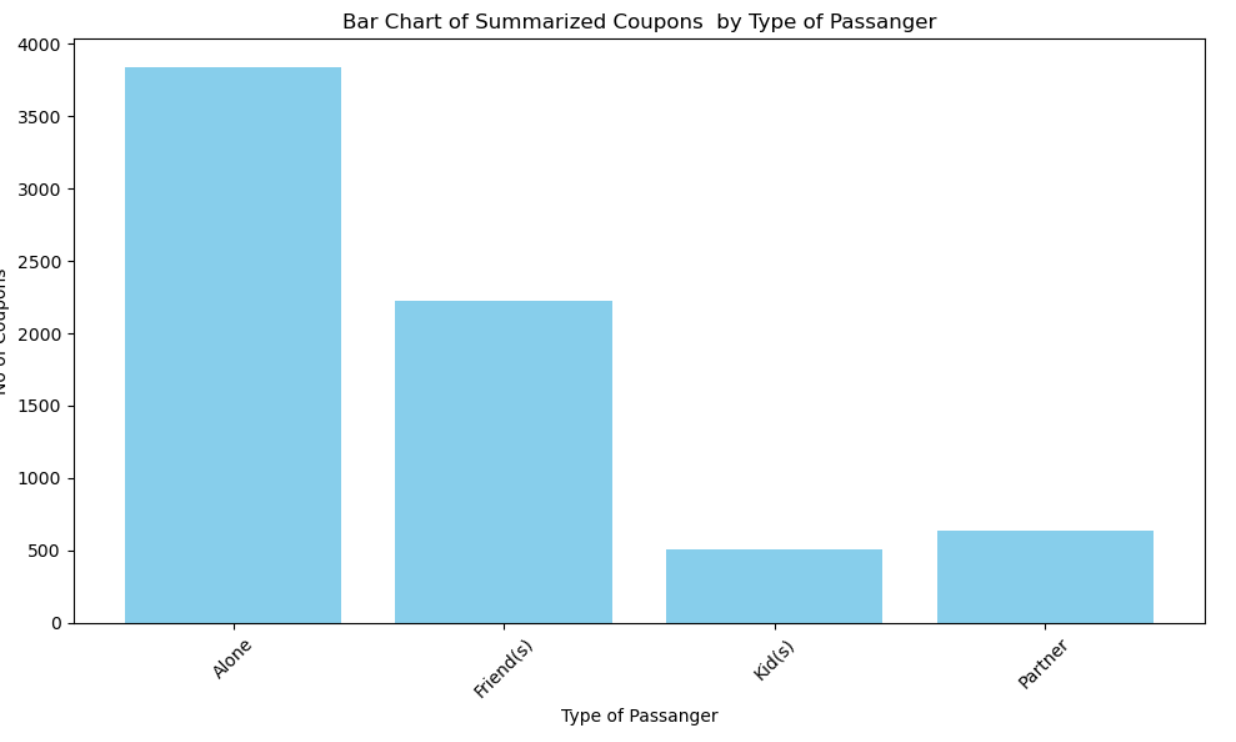 Bar Chart of Summarized Coupons  by Type of Passanger
4000
3500
3000
2500
2000
1500
1000
500
0
No of Coupons
Alone
Friend(s)
Kid(s)
Partner
Type of Passanger